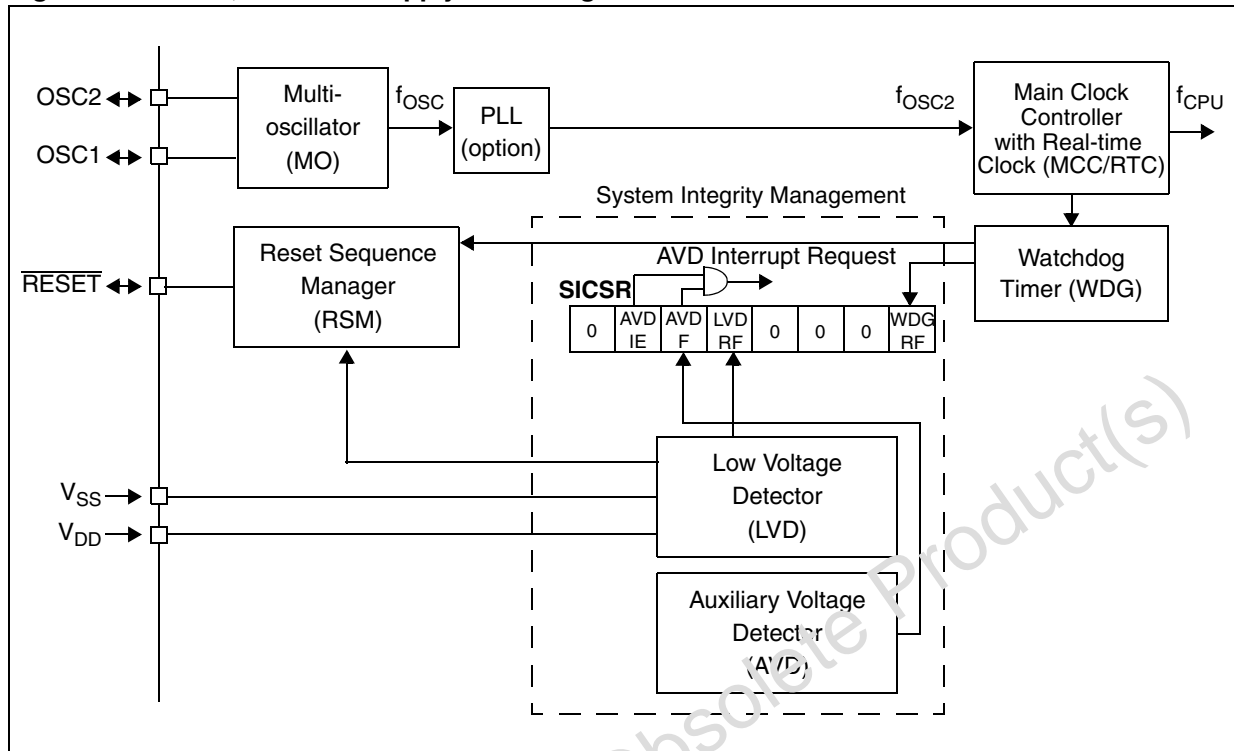 OSC2
OSC1
Multi-
oscillator
(MO)
fOSC
PLL
(option)
fOSC2
Main Clock
Controller
with Real-time
Clock (MCC/RTC)
fCPU
System Integrity Management
RESET
Reset Sequence
Manager
(RSM)
AVD Interrupt Request
Watchdog
Timer (WDG)
SICSR
0
AVD
IE
AVD
F
LVD
RF
0
0
0
WDG
RF
VSS
VDD
Low Voltage
Detector
(LVD)
Auxiliary Voltage
Detector
(AVD)
Obsolete Product(s)